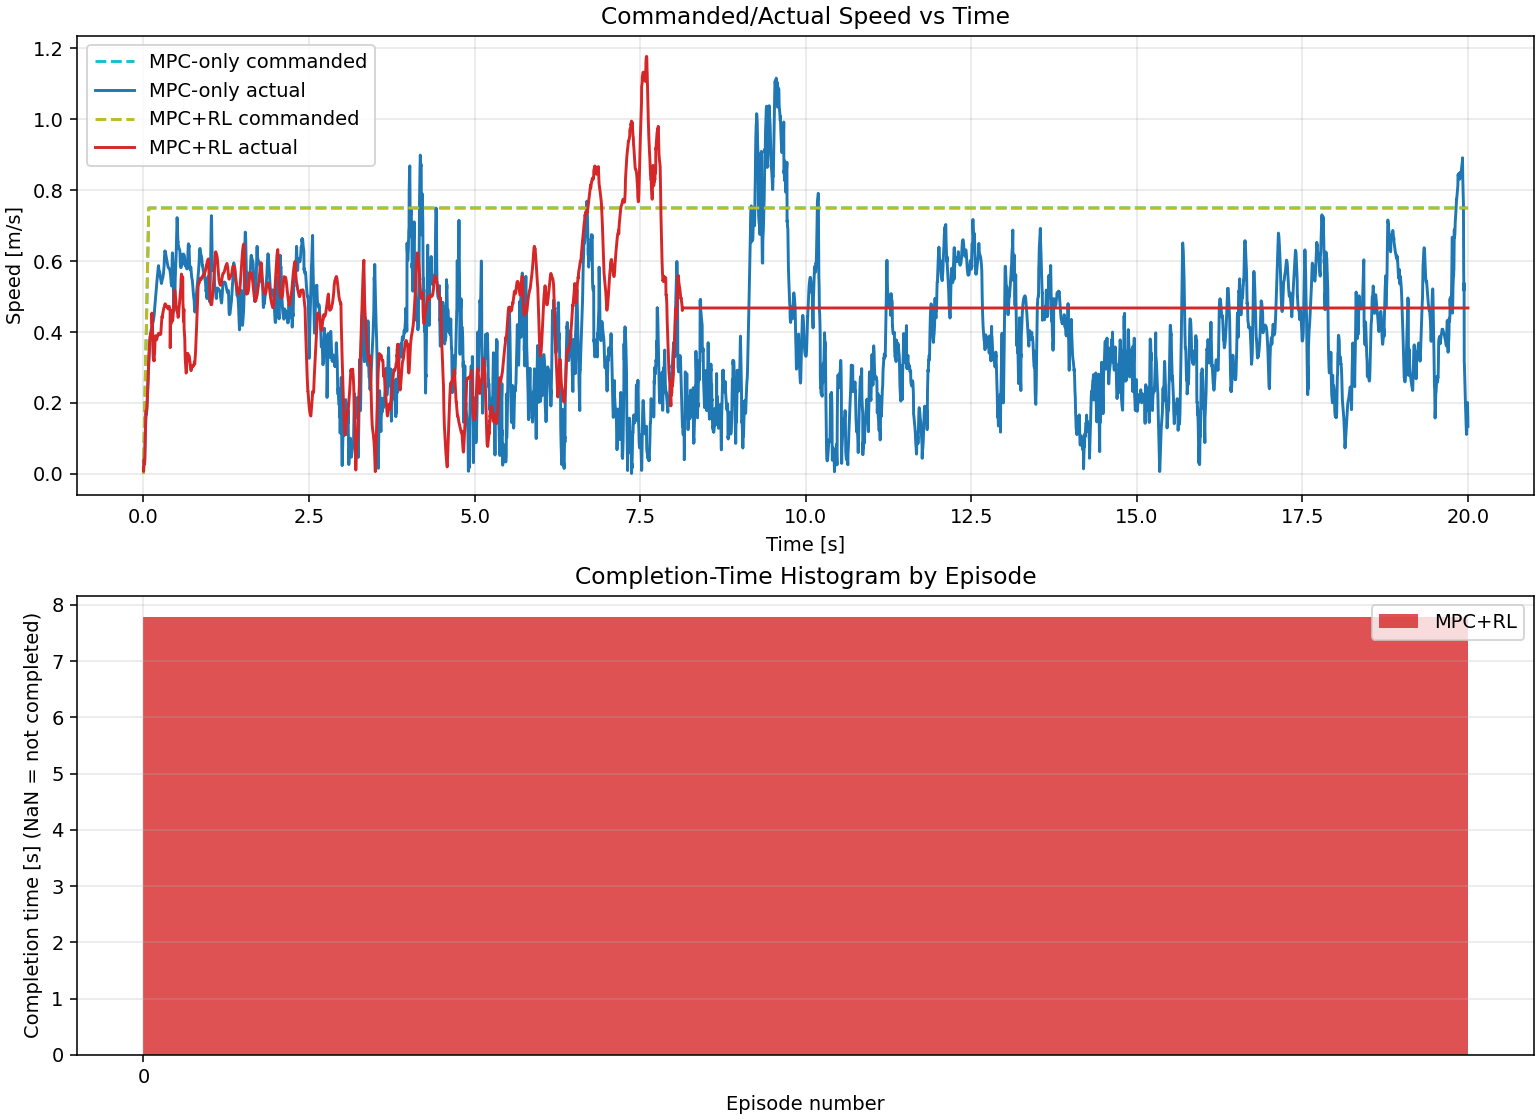 Commanded/Actual Speed vs Time
MPC-only commanded
MPC-only actual
MPC+RL commanded
MPC+RL actual
Speed [m/s]
1.2
1.0
0.8
0.6
0.4
0.2
0.0
0.0 2.5 5.0 7.5 10.0 12.5 15.0 17.5 20.0
Time [s]
Completion-Time Histogram by Episode
MPC+RL
Completion time [s] (NaN = not completed)
8
7
6
5
4
3
2
1
0
0
Episode number